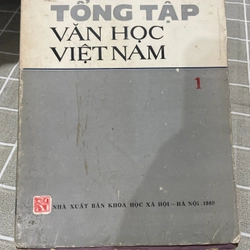 TỔNG TẬP
VĂN HỌC
VIỆT NAM
1
NHÀ XUẤT BẢN KHOA HỌC XÃ HỘI – HÀ NỘI - 1980